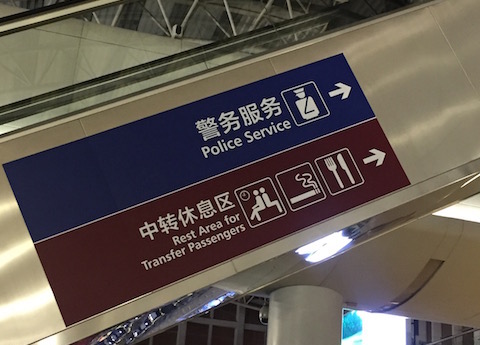 警务服务
Police Service
中转休息区
Rest Area for
Transfer Passengers